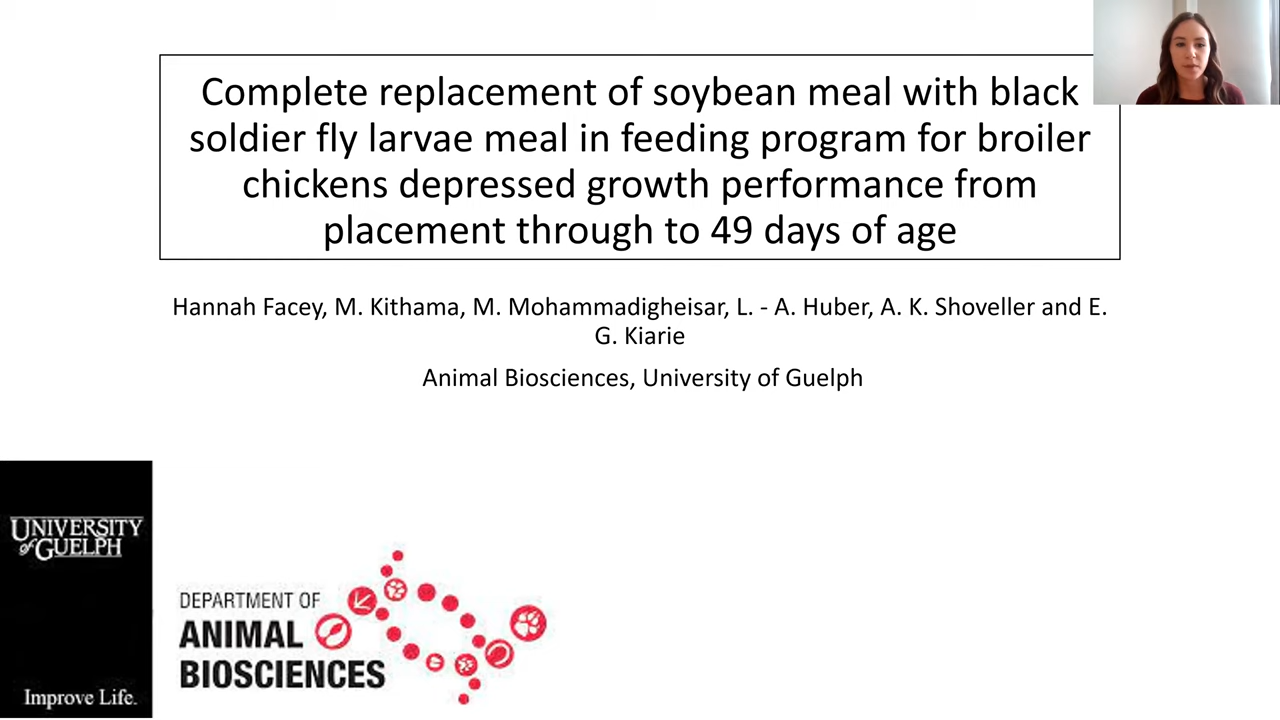 Complete replacement of soybean meal with black
soldier fly larvae meal in feeding program for broiler
chickens depressed growth performance from
placement through to 49 days of age
Hannah Facey, M. Kithama, M. Mohammadigheisar, L. - A. Huber, A. K. Shoveller and E.
G. Kiarie
Animal Biosciences, University of Guelph
UNIVERSITY
of GUELPH
Improve Life.
DEPARTMENT OF
ANIMAL
BIOSCIENCES